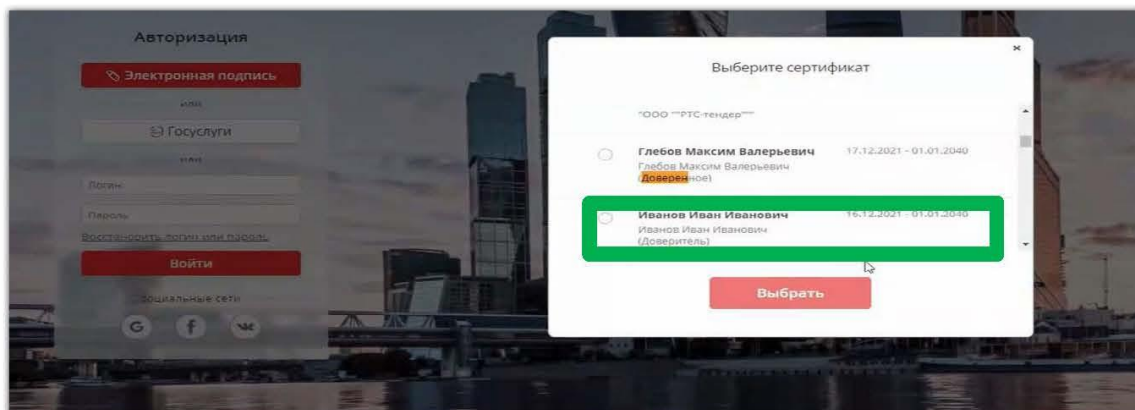 Авторизация
Электронная подпись
или
Госуслуги
или
Логин
Пароль
Восстановить логин или пароль
Войти
Социальные сети
G f
×
Выберите сертификат
"ООО ""РТС-тендер"""
Глебов Максим Валерьевич 17.12.2021 - 01.01.2040
Глебов Максим Валерьевич
(Доверенное)
Иванов Иван Иванович 16.12.2021 - 01.01.2040
Иванов Иван Иванович
(Доверитель)
Выбрать